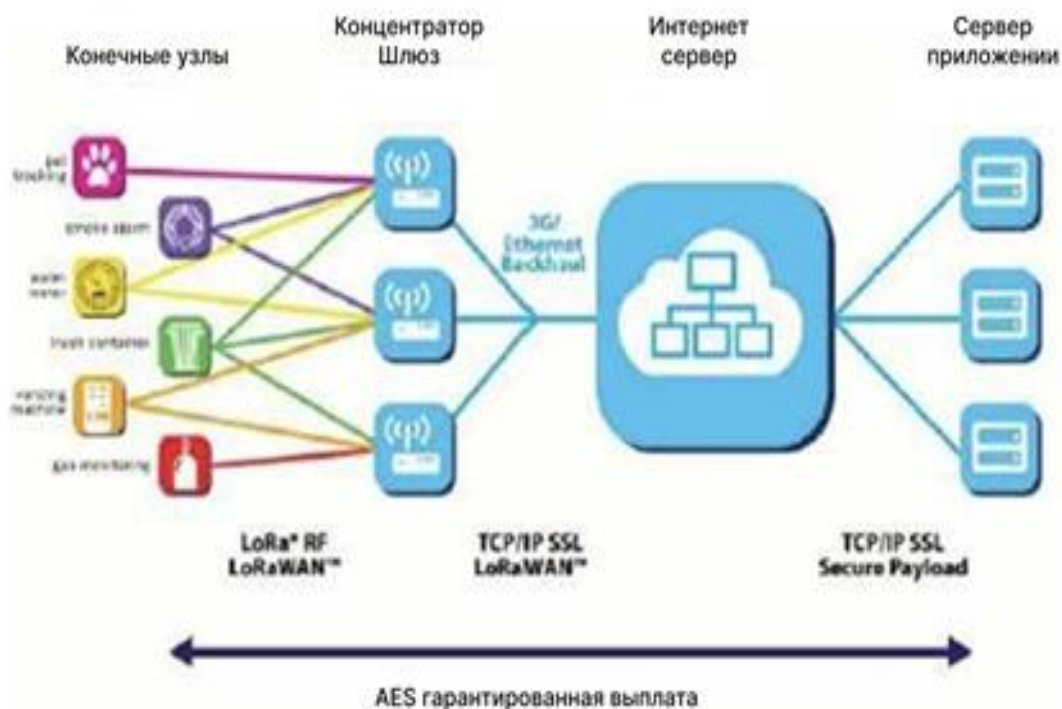 Конечные узлы
Концентратор
Шлюз
Интернет
сервер
Сервер
приложении
pet
tracking
smoke alarm
water
meter
trash container
vending
machine
gas monitoring
3G/
Ethernet
Backhaul
LoRa® RF
LoRaWAN™
TCP/IP SSL
LoRaWAN™
TCP/IP SSL
Secure Payload
AES гарантированная выплата